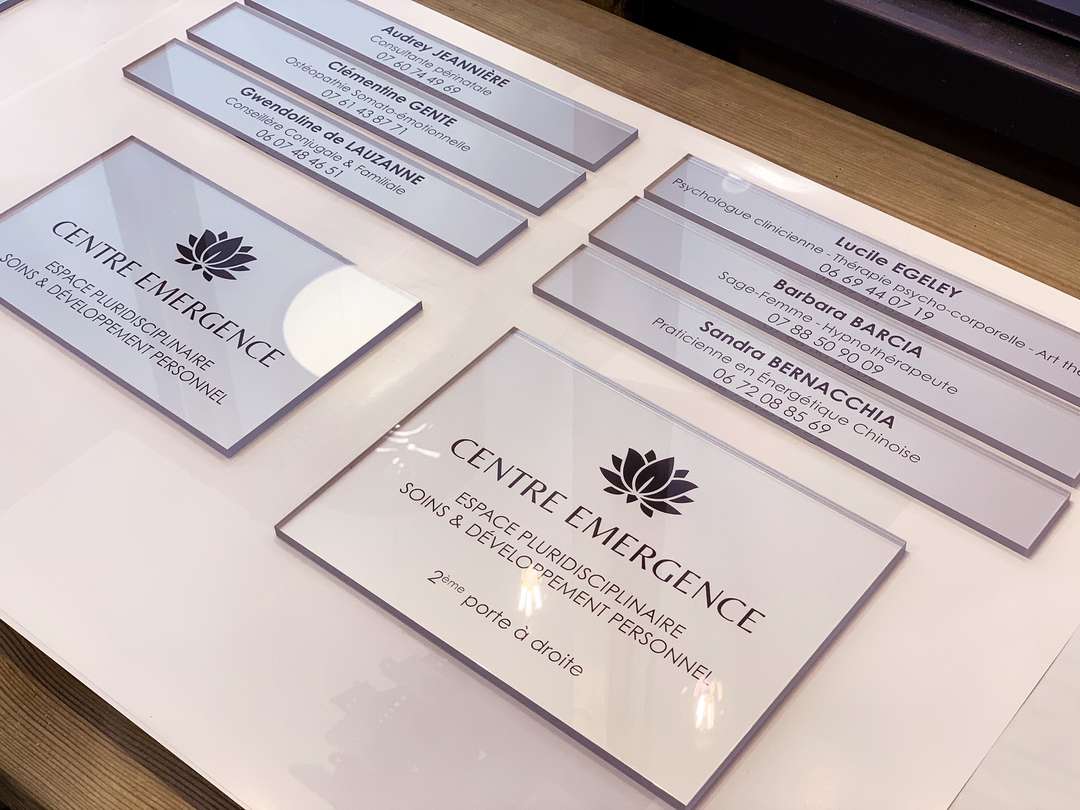 Audrey JEANNIÈRE
Consultante périnatale
07 60 74 49 69
Clémentine GENTE
Ostéopathie Somato-émotionnelle
07 61 43 87 71
Gwendoline de LAUZANNE
Conseillère Conjugale & Familiale
06 07 48 46 51
Lucile EGELEY
Psychologue clinicienne - Thérapie psycho-corporelle - Art
06 69 44 07 19
Barbara BARCIA
Sage-Femme - Hypnothérapeute
07 88 50 90 09
Sandra BERNACCHIA
Praticienne en Énergétique Chinoise
06 72 08 85 69
CENTRE EMERGENCE
ESPACE PLURIDISCIPLINAIRE
SOINS & DÉVELOPPEMENT PERSONNEL
CENTRE EMERGENCE
ESPACE PLURIDISCIPLINAIRE
SOINS & DÉVELOPPEMENT PERSONNEL
2ème porte à droite